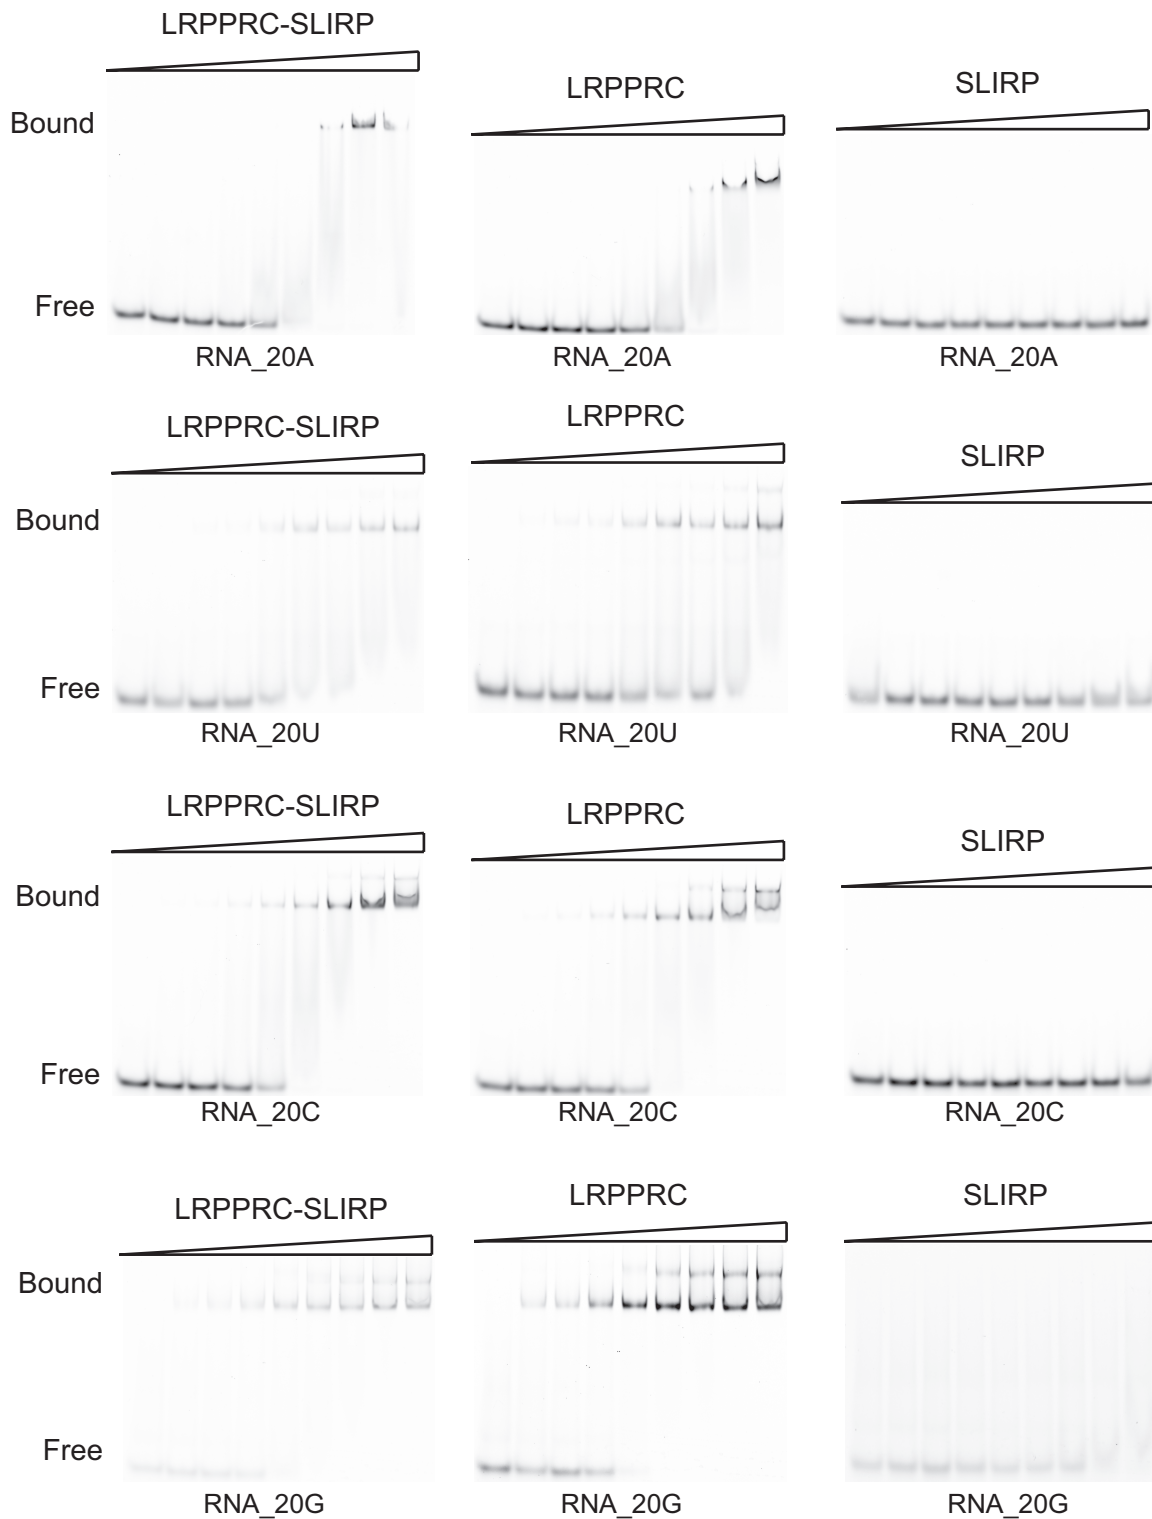 LRPPRC-SLIRP
LRPPRC
SLIRP
Bound
Free
RNA_20A
RNA_20A
RNA_20A
LRPPRC-SLIRP
LRPPRC
SLIRP
Bound
Free
RNA_20U
RNA_20U
RNA_20U
LRPPRC-SLIRP
LRPPRC
SLIRP
Bound
Free
RNA_20C
RNA_20C
RNA_20C
LRPPRC-SLIRP
LRPPRC
SLIRP
Bound
Free
RNA_20G
RNA_20G
RNA_20G